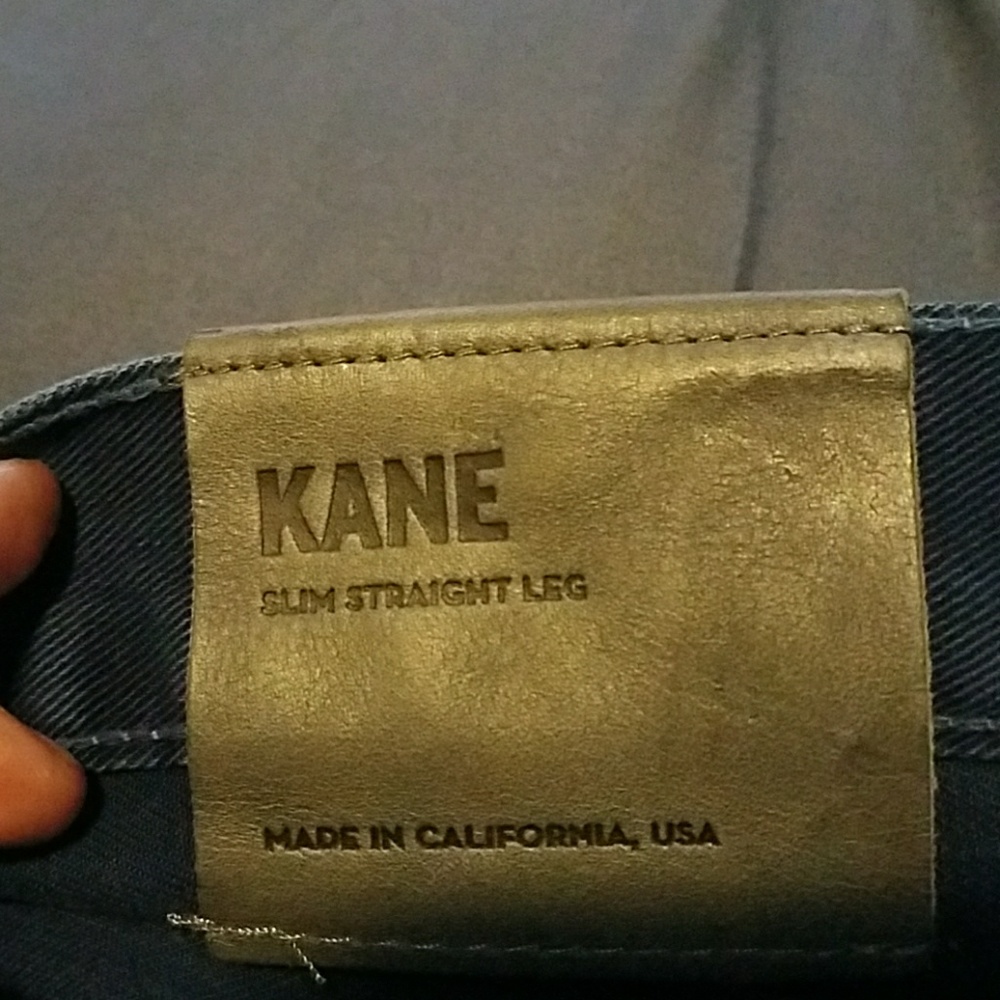 KANE
SLIM STRAIGHT LEG
MADE IN CALIFORNIA, USA